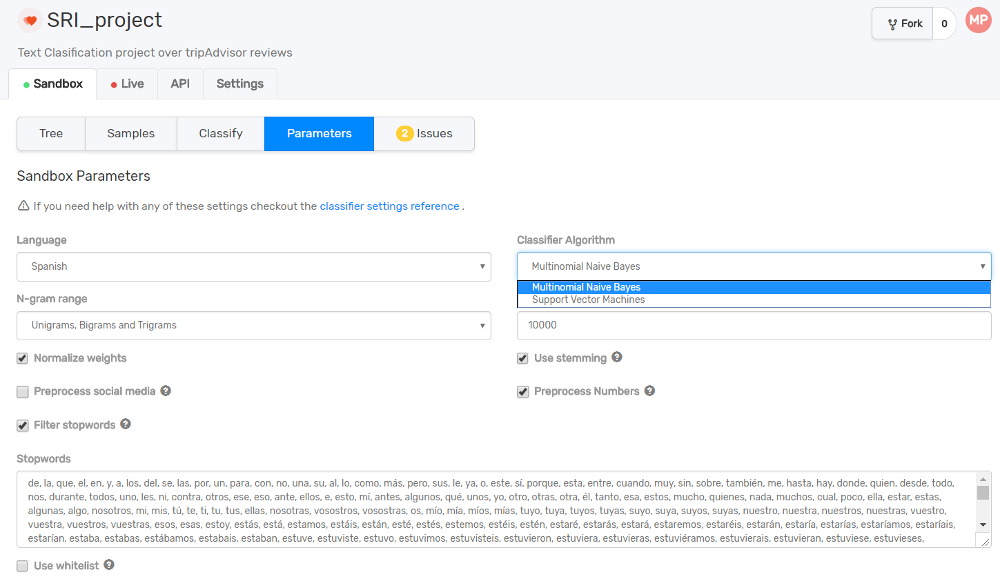 SRI_project
Fork 0 MP
Text Clasification project over tripAdvisor reviews
Sandbox Live API Settings
Tree Samples Classify Parameters 2 Issues
Sandbox Parameters
If you need help with any of these settings checkout the classifier settings reference .
Language Classifier Algorithm
Spanish Multinomial Naive Bayes
Multinomial Naive Bayes
N-gram range Support Vector Machines
Unigrams, Bigrams and Trigrams 10000
Normalize weights Use stemming ?
Preprocess social media ? Preprocess Numbers ?
Filter stopwords ?
Stopwords
de, la, que, el, en, y, a, los, del, se, las, por, un, para, con, no, una, su, al, lo, como, más, pero, sus, le, ya, o, este, sí, porque, esta, entre, cuando, muy, sin, sobre, también, me, hasta, hay, donde, quien, desde, todo,
nos, durante, todos, uno, les, ni, contra, otros, ese, eso, ante, ellos, e, esto, mí, antes, algunos, qué, unos, yo, otro, otras, otra, él, tanto, esa, estos, mucho, quienes, nada, muchos, cual, poco, ella, estar, estas,
algunas, algo, nosotros, mi, mis, tú, te, ti, tu, tus, ellas, nosotras, vosostros, vosostras, os, mío, mía, míos, mías, tuyo, tuya, tuyos, tuyas, suyo, suya, suyos, suyas, nuestro, nuestra, nuestros, nuestras, vuestro,
vuestra, vuestros, vuestras, esos, esas, estoy, estás, está, estamos, estáis, están, esté, estés, estemos, estéis, estén, estaré, estarás, estará, estaremos, estaréis, estarán, estaría, estarías, estaríamos, estaríais,
estarían, estaba, estabas, estábamos, estabais, estaban, estuve, estuviste, estuvo, estuvimos, estuvisteis, estuvieron, estuviera, estuvieras, estuviéramos, estuvierais, estuvieran, estuviese, estuvieses,
Use whitelist ?